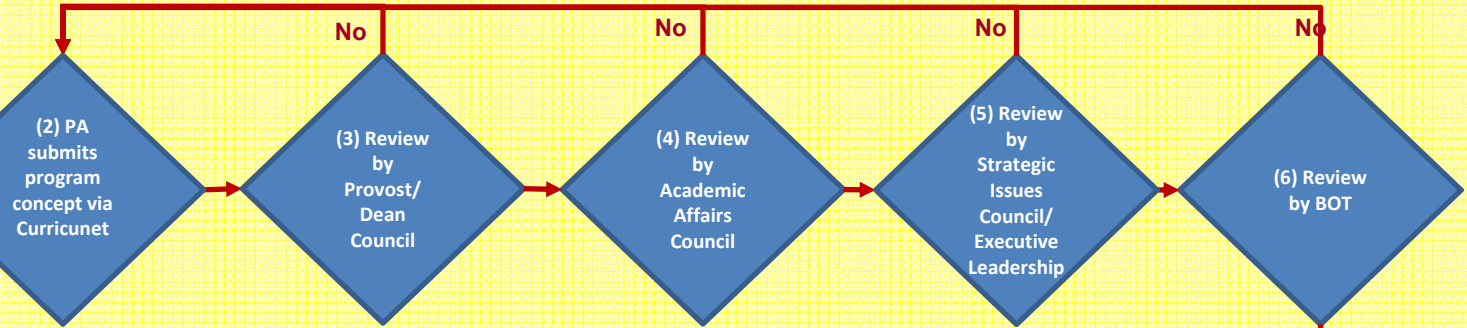 No
No
No
No
(2) PA
submits
program
concept via
Curricunet
(3) Review
by
Provost/
Dean
Council
(4) Review
by
Academic
Affairs
Council
(5) Review
by
Strategic
Issues
Council/
Executive
Leadership
(6) Review
by BOT